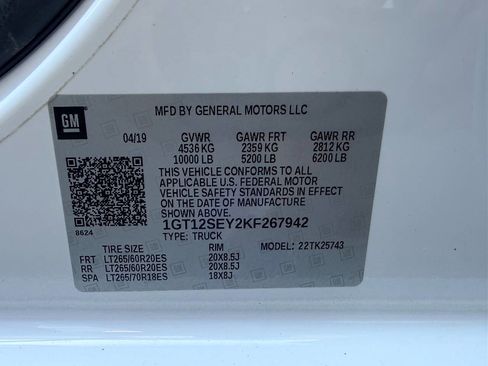 GM
MFD BY GENERAL MOTORS LLC
04/19 GVWR GAWR FRT GAWR RR
4536 KG 2359 KG 2812 KG
10000 LB 5200 LB 6200 LB
THIS VEHICLE CONFORMS TO ALL
APPLICABLE U.S. FEDERAL MOTOR
VEHICLE SAFETY STANDARDS IN EFFECT
ON THE DATE OF MANUFACTURE
SHOWN ABOVE.
8624 1GT12SEY2KF267942
TYPE: TRUCK MODEL: 22TK25743
TIRE SIZE RIM
FRT LT265/60R20ES 20X8.5J
RR LT265/60R20ES 20X8.5J
SPA LT265/70R18ES 18X8J